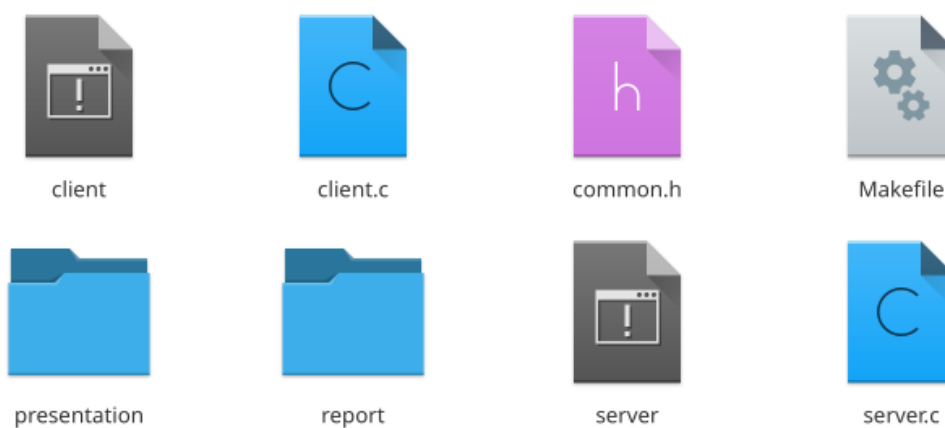 C
h
client
client.c
common.h
Makefile
C
presentation
report
server
server.c